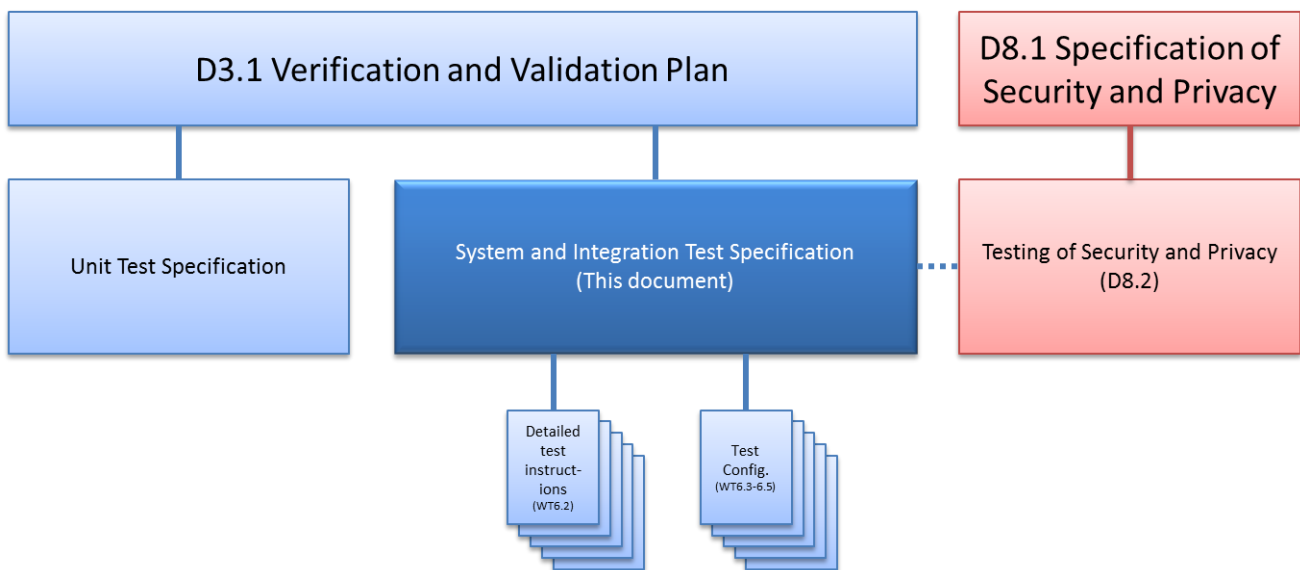 D3.1 Verification and Validation Plan
D8.1 Specification of
Security and Privacy
Unit Test Specification
System and Integration Test Specification
(This document)
Testing of Security and Privacy
(D8.2)
Detailed
test
instruct-
ions
(WT6.2)
Test
Config.
(WT6.3-6.5)